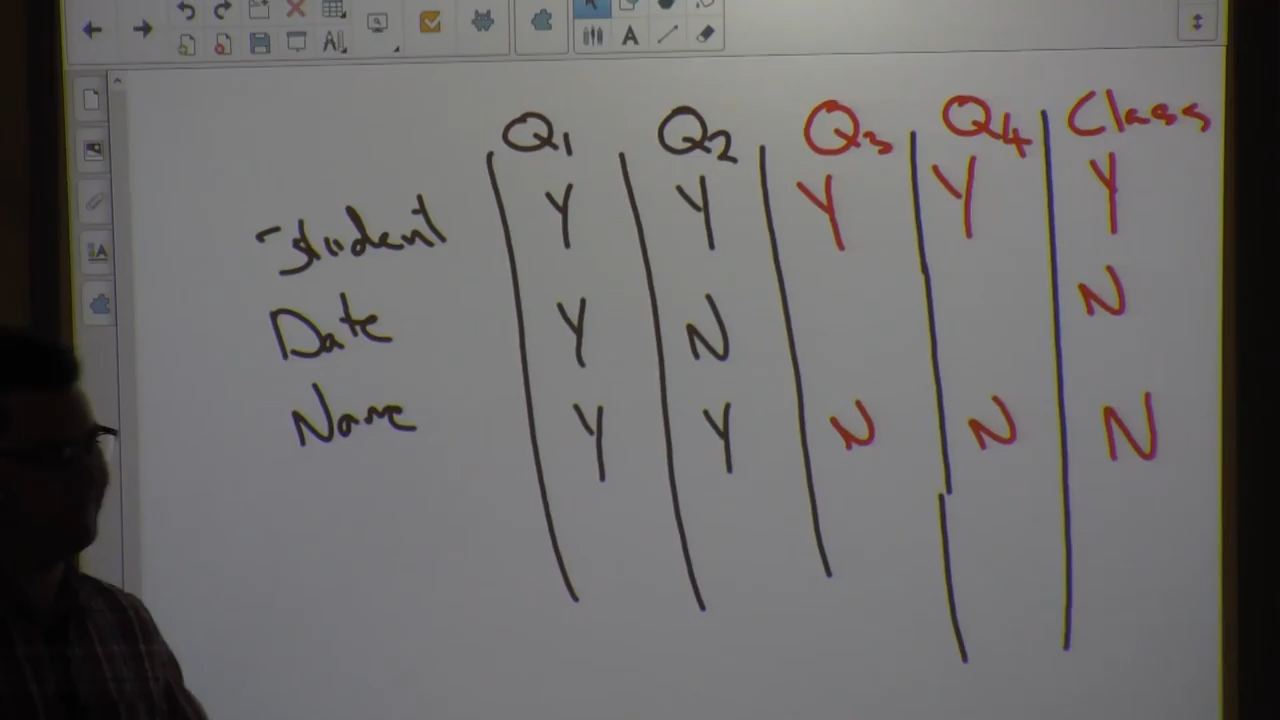 Q1 Q2 Q3 Q4 Class
Student Y Y Y Y Y
Date Y N N
Name Y Y N N N